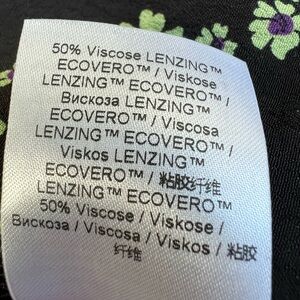 50% Viscose LENZING™
ECOVERO™ / Viskose
LENZING™ ECOVERO™ /
Вискоза LENZING™
ECOVERO™ / Viscosa
LENZING™ ECOVERO™ /
Viskos LENZING™
ECOVERO™ / 粘胶纤维
LENZING™ ECOVERO™
50% Viscose / Viskose /
Вискоза / Viscosa / Viskos / 粘胶
纤维